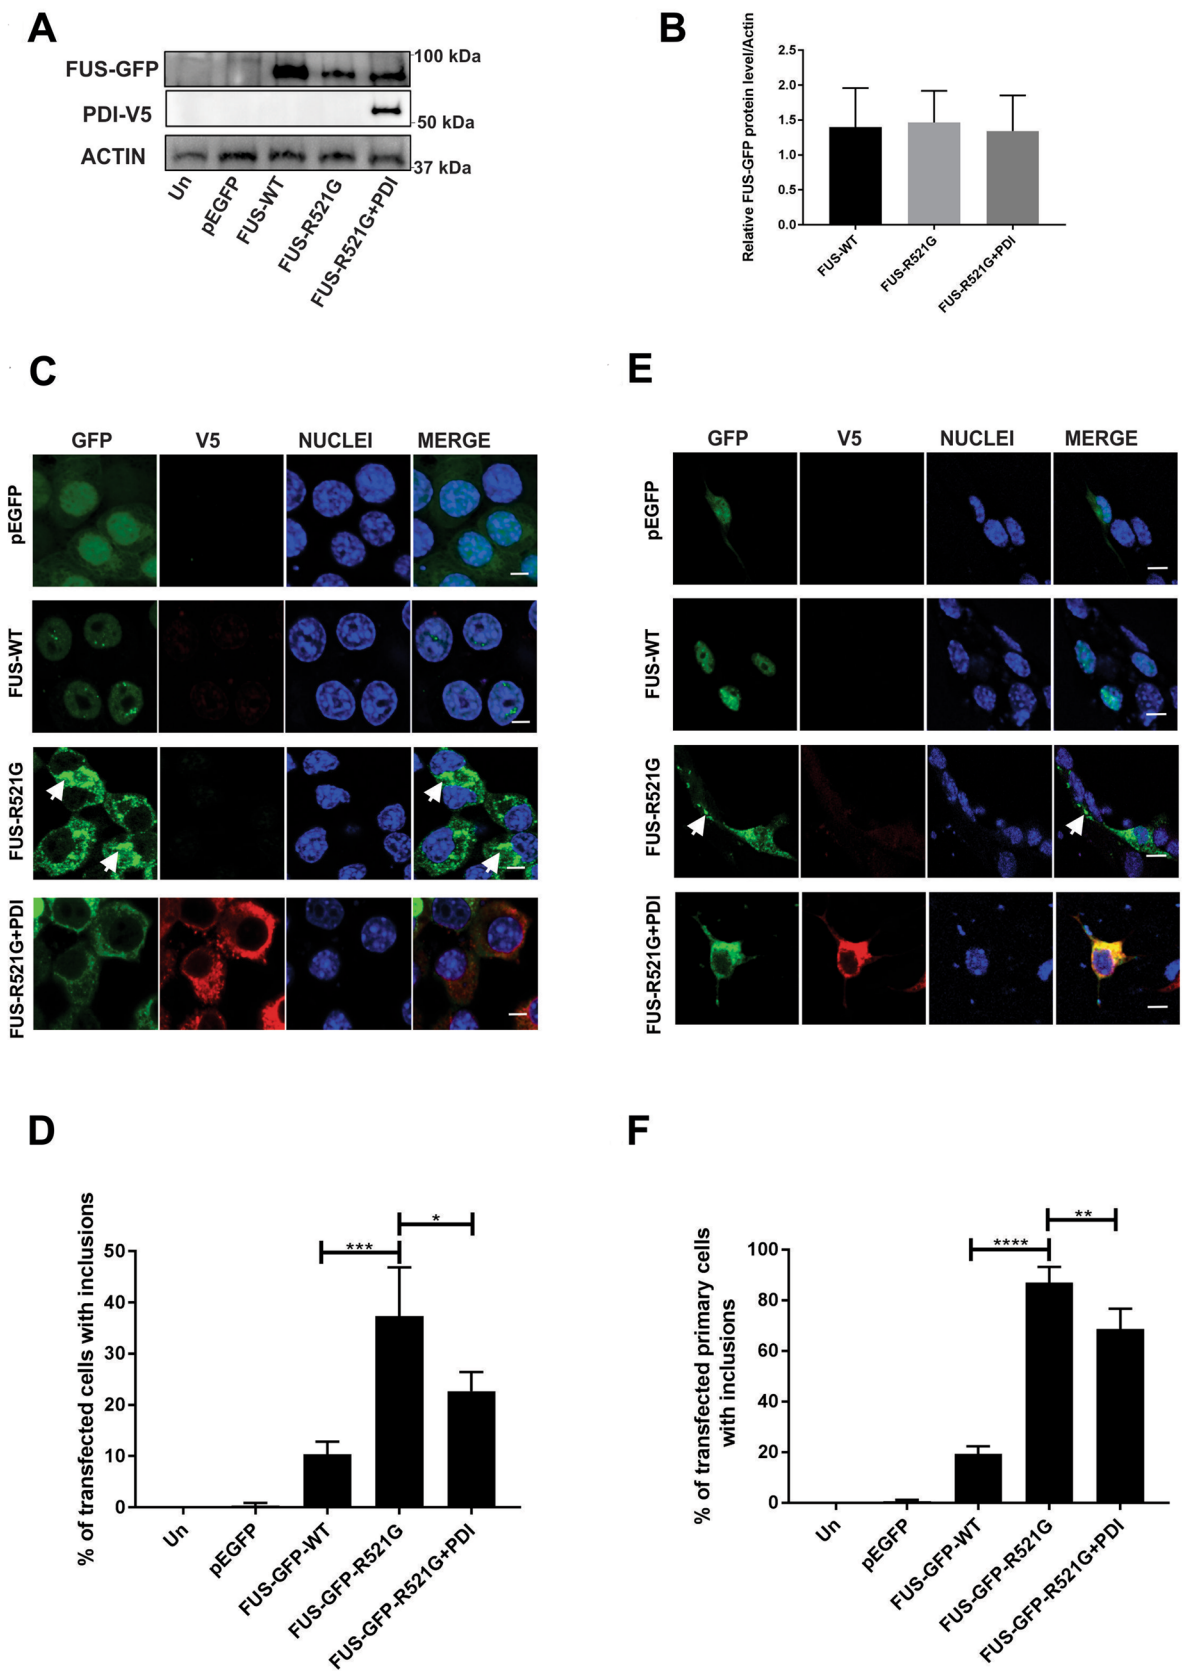 A
FUS-GFP
100 kDa
PDI-V5
50 kDa
ACTIN
37 kDa
Un
pEGFP
FUS-WT
FUS-R521G
FUS-R521G+PDI
B
Relative FUS-GFP protein level/Actin
2.5
2.0
1.5
1.0
0.5
0.0
FUS-WT
FUS-R521G
FUS-R521G+PDI
C
GFP V5 NUCLEI MERGE
pEGFP
FUS-WT
FUS-R521G
FUS-R521G+PDI
E
GFP V5 NUCLEI MERGE
pEGFP
FUS-WT
FUS-R521G
FUS-R521G+PDI
D
% of transfected cells with inclusions
50
40
30
20
10
0
***
*
Un
pEGFP
FUS-GFP-WT
FUS-GFP-R521G
FUS-GFP-R521G+PDI
F
% of transfected primary cells
with inclusions
100
80
60
40
20
0
****
**
Un
pEGFP
FUS-GFP-WT
FUS-GFP-R521G
FUS-GFP-R521G+PDI